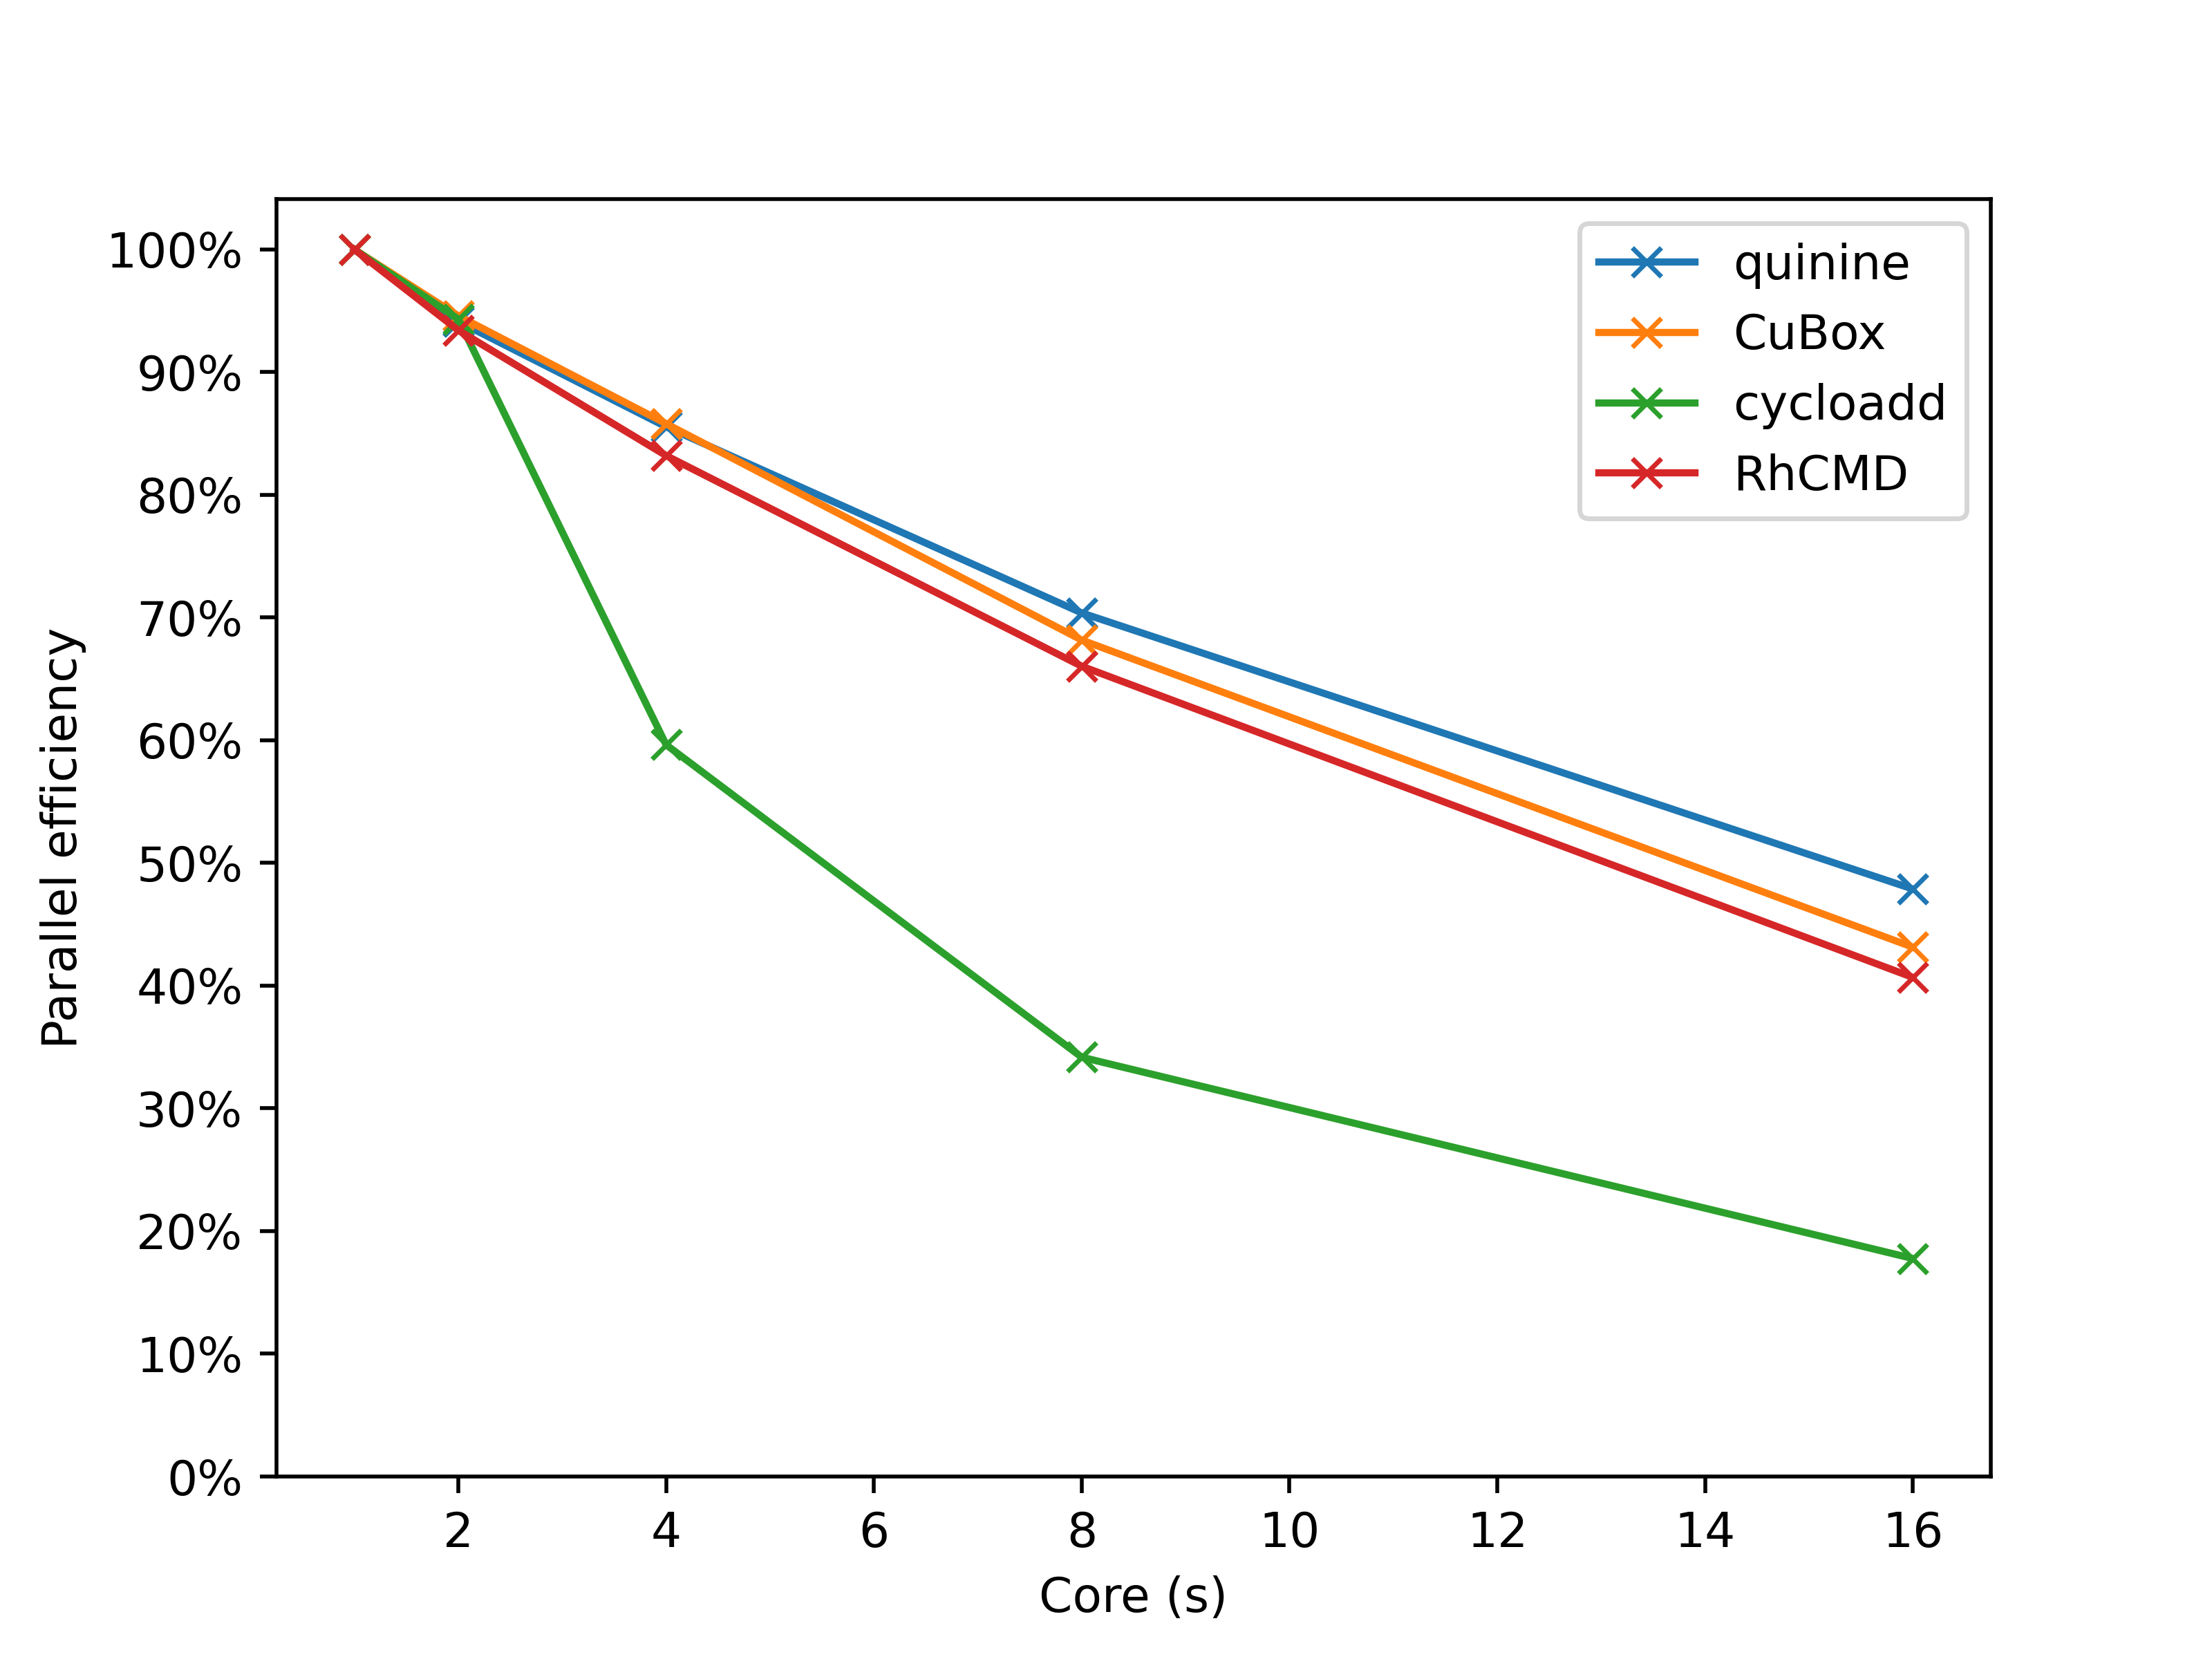 100%
90%
80%
70%
60%
50%
40%
30%
20%
10%
0%
Parallel efficiency
quinine
CuBox
cycloadd
RhCMD
2 4 6 8 10 12 14 16
Core (s)